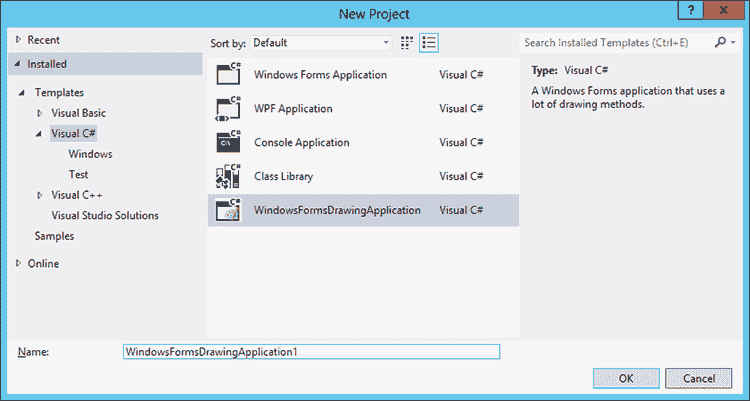 New Project
? x
Recent
Installed
Templates
Visual Basic
Visual C#
Windows
Test
Visual C++
Visual Studio Solutions
Samples
Online
Sort by: Default
C# Windows Forms Application Visual C#
C# WPF Application Visual C#
C# C:\ Console Application Visual C#
C# Class Library Visual C#
C# WindowsFormsDrawingApplication Visual C#
Search Installed Templates (Ctrl+E)
Type: Visual C#
A Windows Forms application that uses a
lot of drawing methods.
Name: WindowsFormsDrawingApplication1
OK Cancel